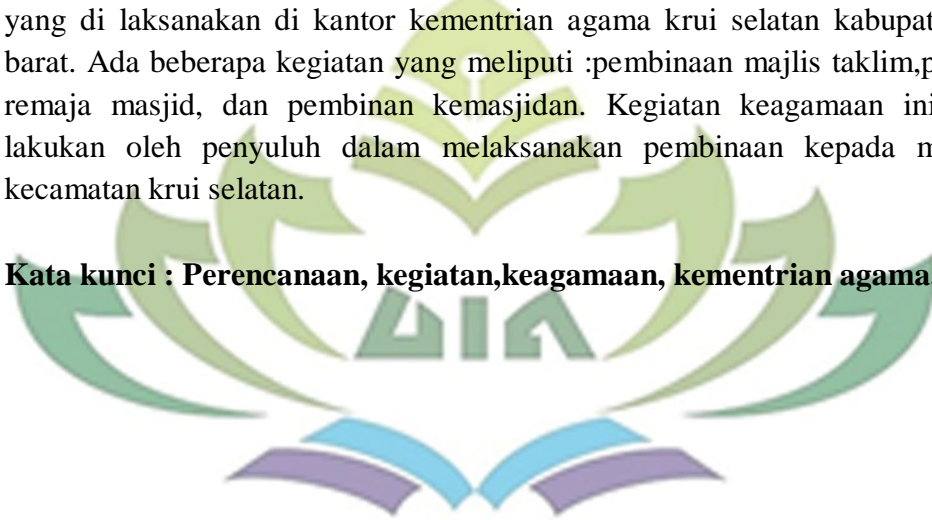 yang di laksanakan di kantor kementrian agama krui selatan kabupat
barat. Ada beberapa kegiatan yang meliputi :pembinaan majlis taklim,p
remaja masjid, dan pembinan kemasjidan. Kegiatan keagamaan ini
lakukan oleh penyuluh dalam melaksanakan pembinaan kepada m
kecamatan krui selatan.
Kata kunci : Perencanaan, kegiatan,keagamaan, kementrian agama.
UIN